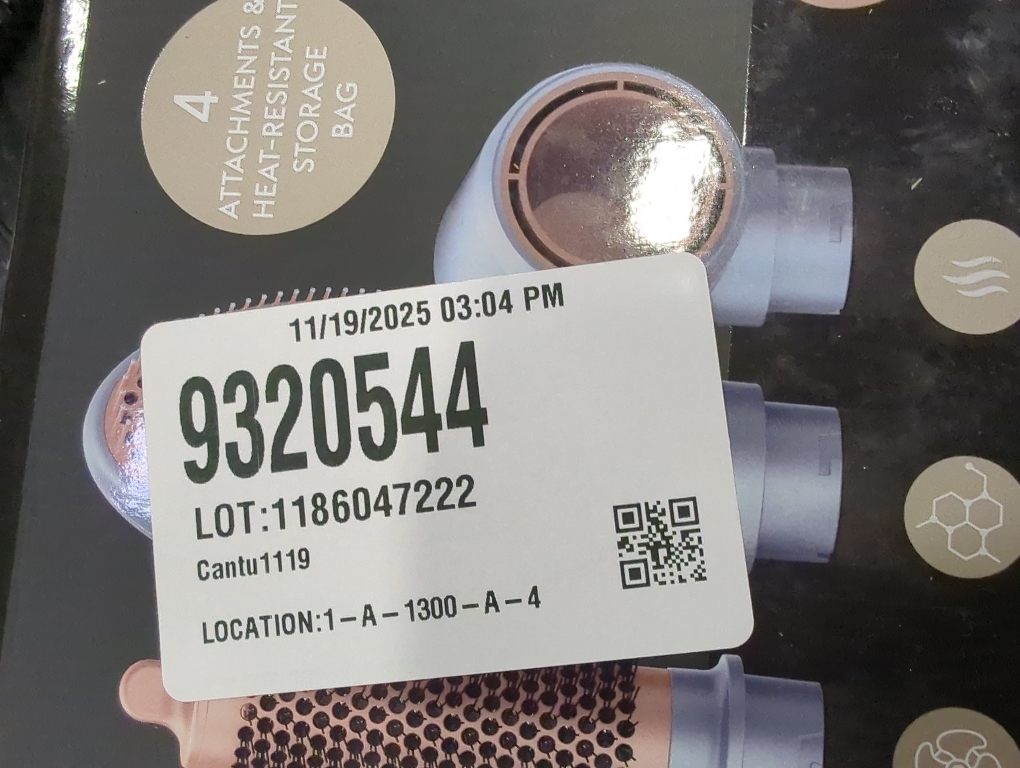 4
ATTACHMENTS &
HEAT-RESISTANT
STORAGE
BAG
11/19/2025 03:04 PM
9320544
LOT:1186047222
Cantu1119
LOCATION:1-A-1300-A-4